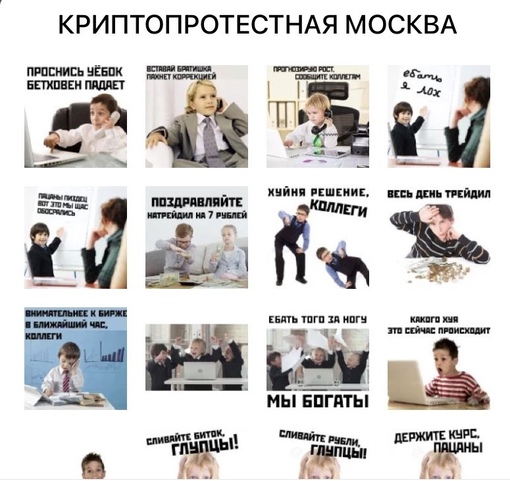 КРИПТОПРОТЕСТНАЯ МОСКВА
ПРОСНИСЬ УЁБОК
БЕТХОВЕН ПАДАЕТ
ВСТАВАЙ БРАТИШКА
ПАХНЕТ КОРРЕКЦИЕЙ
ПРОГНОЗИРУЮ РОСТ,
СООБЩИТЕ КОЛЛЕГАМ
ебать
я лох
ПАЦАНЫ ПИЗДЕЦ
ВОТ ЭТО МЫ ЩАС
ОБОСРАЛИСЬ
ПОЗДРАВЛЯЙТЕ
НАТРЕЙДИЛ НА 7 РУБЛЕЙ
ХУЙНЯ РЕШЕНИЕ,
КОЛЛЕГИ
ВЕСЬ ДЕНЬ ТРЕЙДИЛ
ВНИМАТЕЛЬНЕЕ К БИРЖЕ
В БЛИЖАЙШИЙ ЧАС,
КОЛЛЕГИ
ЕБАТЬ ТОГО ЗА НОГУ
МЫ БОГАТЫ
КАКОГО ХУЯ
ЭТО СЕЙЧАС ПРОИСХОДИТ
СЛИВАЙТЕ БИТОК,
ГЛУПЦЫ!
СЛИВАЙТЕ РУБЛИ,
ГЛУПЦЫ!
ДЕРЖИТЕ КУРС,
ПАЦАНЫ